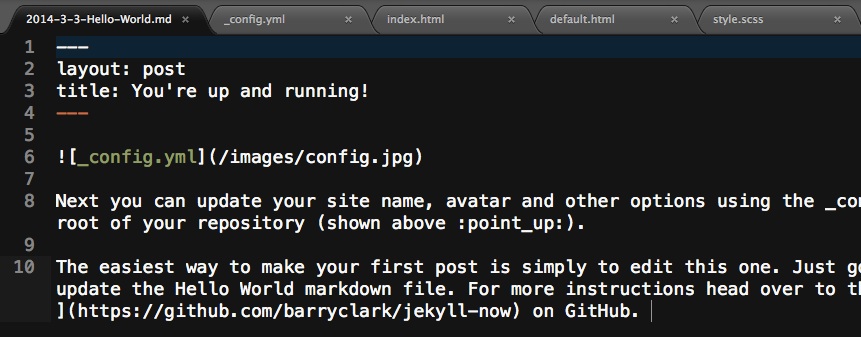 2014-3-3-Hello-World.md × _config.yml × index.html × default.html × style.scss ×
1 ---
2 layout: post
3 title: You're up and running!
4 ---
5
6 ![_config.yml](/images/config.jpg)
7
8 Next you can update your site name, avatar and other options using the _con
root of your repository (shown above :point_up:).
9
10 The easiest way to make your first post is simply to edit this one. Just go
update the Hello World markdown file. For more instructions head over to th
](https://github.com/barryclark/jekyll-now) on GitHub.